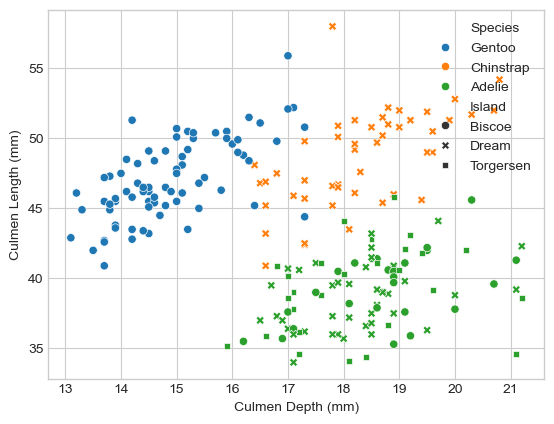 Species
Gentoo
Chinstrap
Adelie
Island
Biscoe
Dream
Torgersen
Culmen Length (mm)
55
50
45
40
35
13 14 15 16 17 18 19 20 21
Culmen Depth (mm)